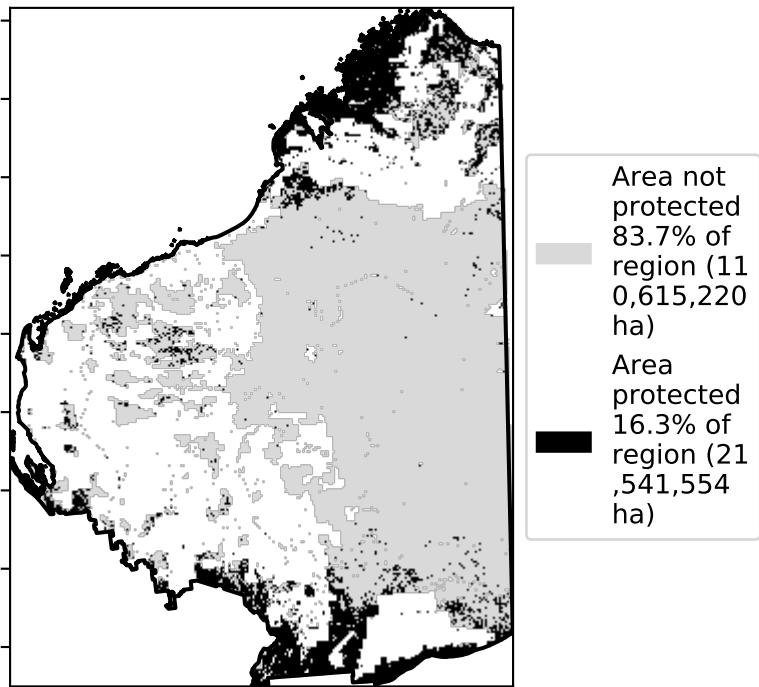 Area not
protected
83.7% of
region (11
0,615,220
ha)
Area
protected
16.3% of
region (21
,541,554
ha)